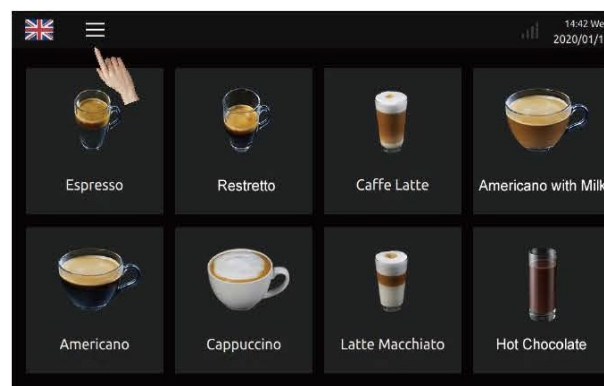 14:42 We
2020/01/1
Espresso
Restretto
Caffe Latte
Americano with Milk
Americano
Cappuccino
Latte Macchiato
Hot Chocolate